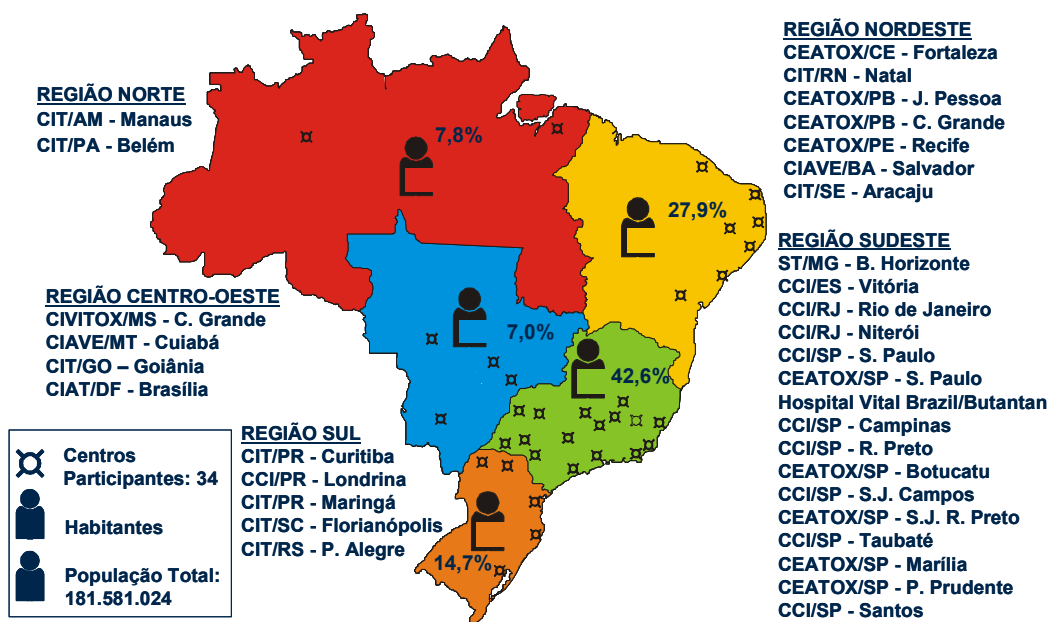 REGIÃO NORTE
CIT/AM - Manaus
CIT/PA - Belém
7,8%
27,9%
REGIÃO NORDESTE
CEATOX/CE - Fortaleza
CIT/RN - Natal
CEATOX/PB - J. Pessoa
CEATOX/PB - C. Grande
CEATOX/PE - Recife
CIAVE/BA - Salvador
CIT/SE - Aracaju
REGIÃO CENTRO-OESTE
CIVITOX/MS - C. Grande
CIAVE/MT - Cuiabá
CIT/GO – Goiânia
CIAT/DF - Brasília
7,0%
42,6%
REGIÃO SUDESTE
ST/MG - B. Horizonte
CCI/ES - Vitória
CCI/RJ - Rio de Janeiro
CCI/RJ - Niterói
CCI/SP - S. Paulo
CEATOX/SP - S. Paulo
Hospital Vital Brazil/Butantan
CCI/SP - Campinas
CCI/SP - R. Preto
CEATOX/SP - Botucatu
CCI/SP - S.J. Campos
CEATOX/SP - S.J. R. Preto
CCI/SP - Taubaté
CEATOX/SP - Marília
CEATOX/SP - P. Prudente
CCI/SP - Santos
REGIÃO SUL
CIT/PR - Curitiba
CCI/PR - Londrina
CIT/PR - Maringá
CIT/SC - Florianópolis
CIT/RS - P. Alegre
14,7%
Centros
Participantes: 34
Habitantes
População Total:
181.581.024